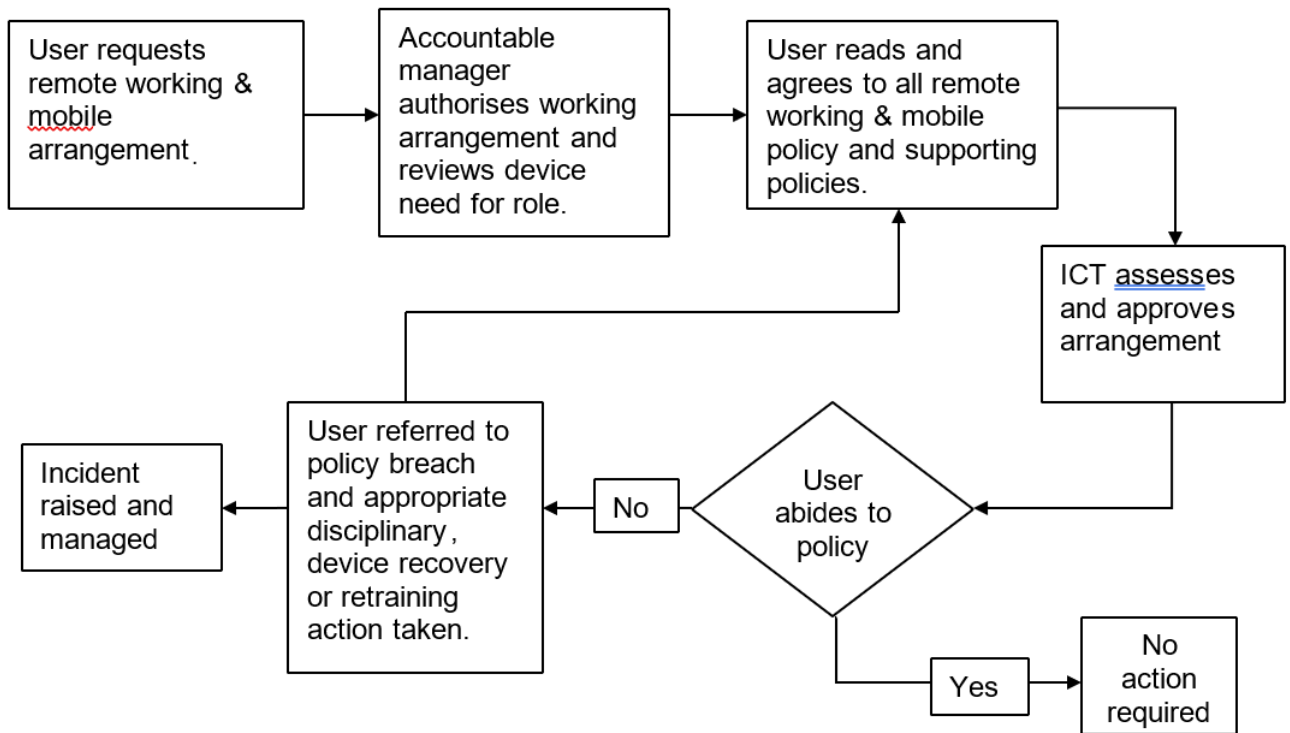 User requests
remote working &
mobile
arrangement.
Accountable
manager
authorises working
arrangement and
reviews device
need for role.
User reads and
agrees to all remote
working & mobile
policy and supporting
policies.
ICT assesses
and approves
arrangement
User
abides to
policy
No
User referred to
policy breach
and appropriate
disciplinary,
device recovery
or retraining
action taken.
Incident
raised and
managed
Yes
No
action
required